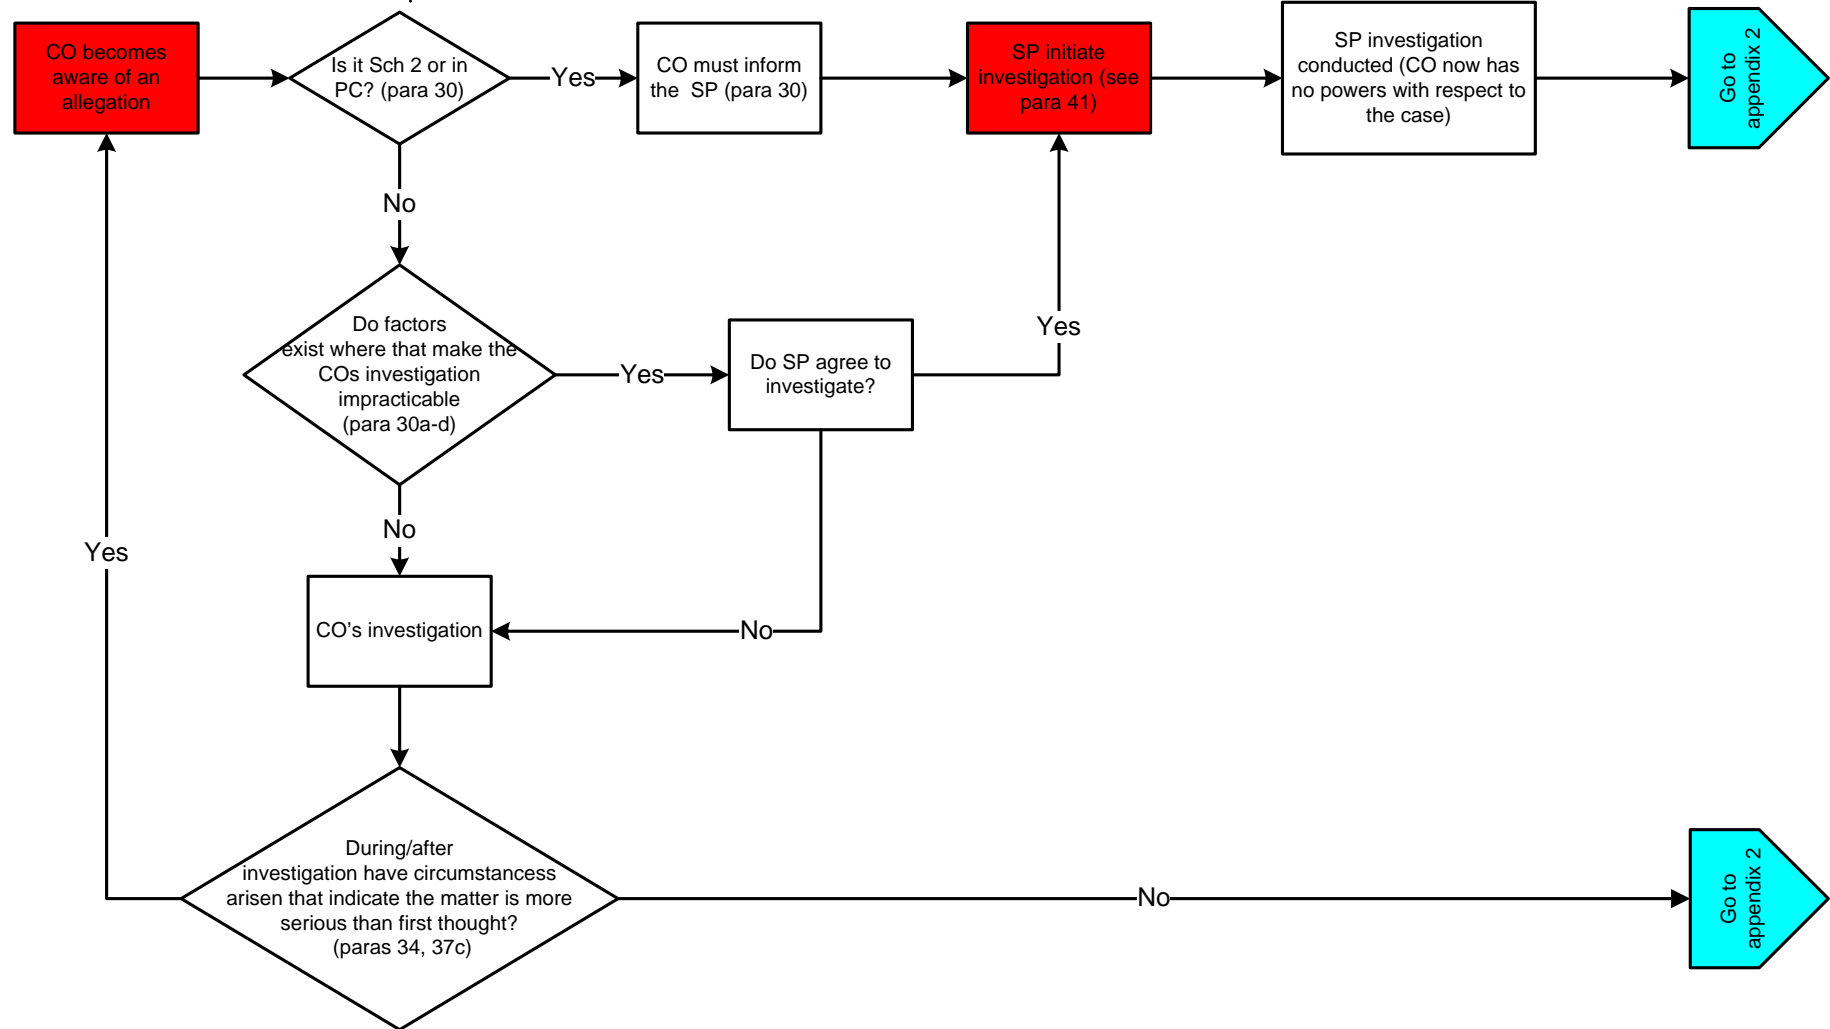 CO becomes
aware of an
allegation
Is it Sch 2 or in
PC? (para 30)
Yes
CO must inform
the SP (para 30)
SP initiate
investigation (see
para 41)
SP investigation
conducted (CO now has
no powers with respect to
the case)
Go to
appendix 2
No
Do factors
exist where that make the
COs investigation
impracticable
(para 30a-d)
Yes
Do SP agree to
investigate?
Yes
No
No
CO’s investigation
Yes
During/after
investigation have circumstancess
arisen that indicate the matter is more
serious than first thought?
(paras 34, 37c)
No
Go to
appendix 2